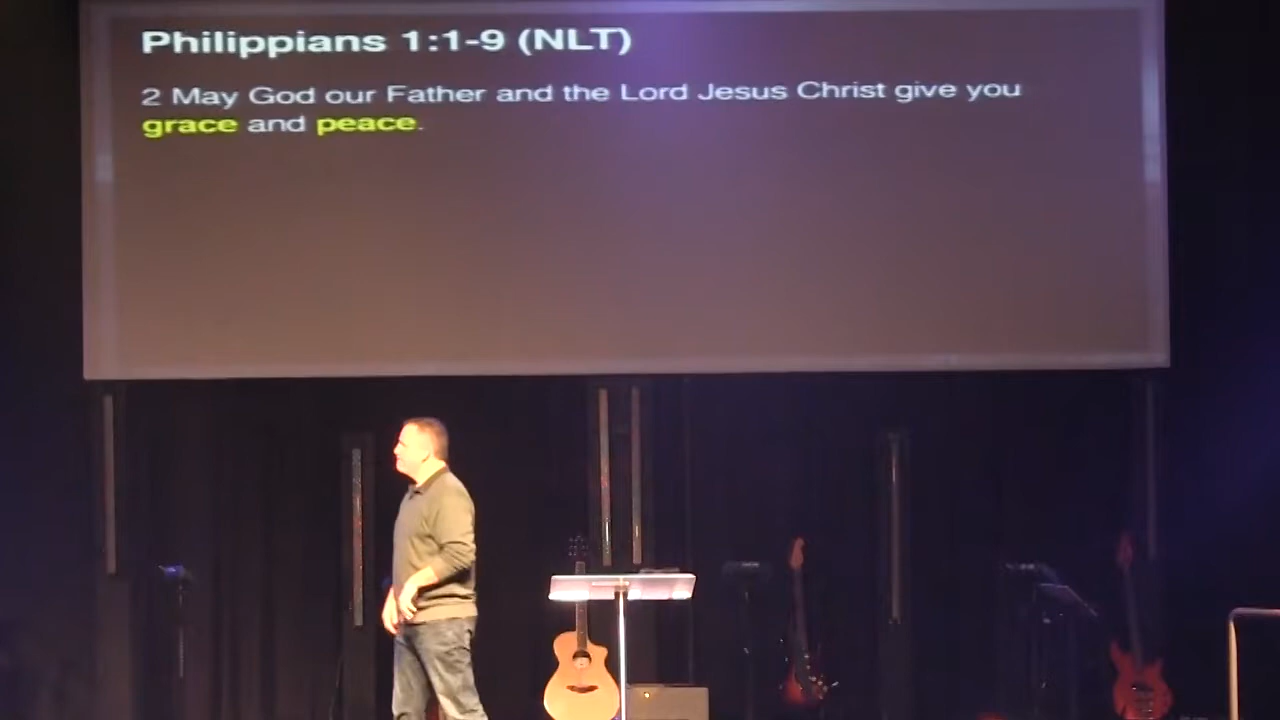 Philippians 1:1-9 (NLT)
2 May God our Father and the Lord Jesus Christ give you
grace and peace.